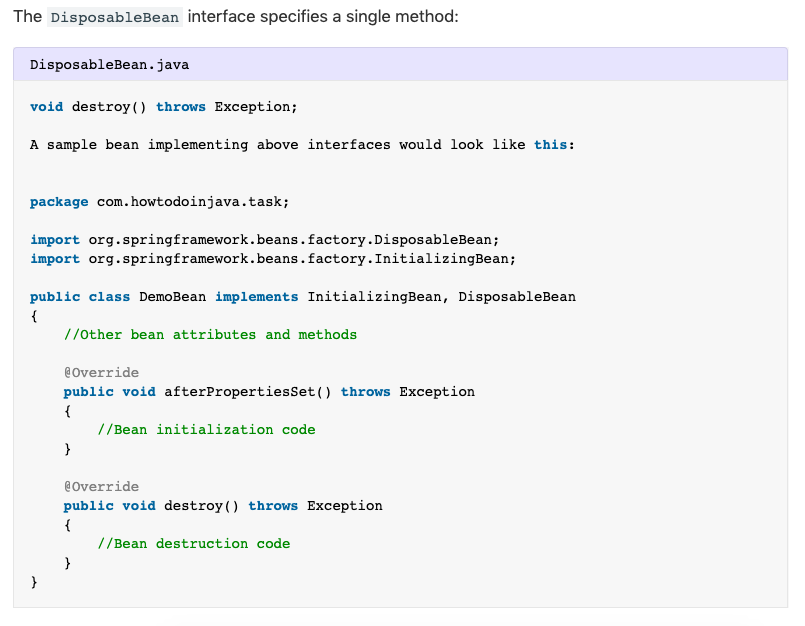 The DisposableBean interface specifies a single method:
DisposableBean.java
void destroy() throws Exception;
A sample bean implementing above interfaces would look like this:
package com.howtodoinjava.task;
import org.springframework.beans.factory.DisposableBean;
import org.springframework.beans.factory.InitializingBean;
public class DemoBean implements InitializingBean, DisposableBean
{
    //Other bean attributes and methods
    @Override
    public void afterPropertiesSet() throws Exception
    {
        //Bean initialization code
    }
    @Override
    public void destroy() throws Exception
    {
        //Bean destruction code
    }
}